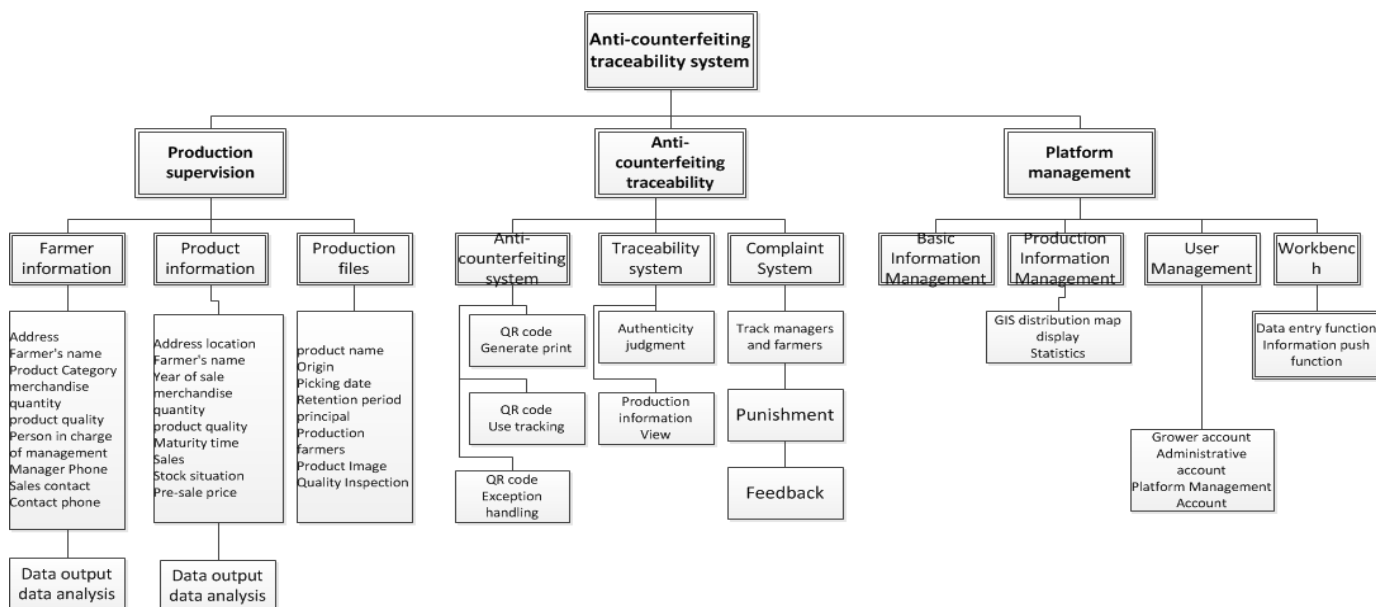 Anti-counterfeiting
traceability system
Production
supervision
Anti-
counterfeiting
traceability
Platform
management
Farmer
information
Product
information
Production
files
Anti-
counterfeiting
system
Traceability
system
Complaint
System
Basic
Information
Management
Production
Information
Management
User
Management
Workbenc
h
Address
Farmer's name
Product Category
merchandise
quantity
product quality
Person in charge
of management
Manager Phone
Sales contact
Contact phone
Address location
Farmer's name
Year of sale
merchandise
quantity
product quality
Maturity time
Sales
Stock situation
Pre-sale price
product name
Origin
Picking date
Retention period
principal
Production
farmers
Product Image
Quality Inspection
QR code
Generate print
QR code
Use tracking
QR code
Exception
handling
Authenticity
judgment
Production
information
View
Track managers
and farmers
Punishment
Feedback
GIS distribution map
display
Statistics
Grower account
Administrative
account
Platform Management
Account
Data entry function
Information push
function
Data output
data analysis
Data output
data analysis